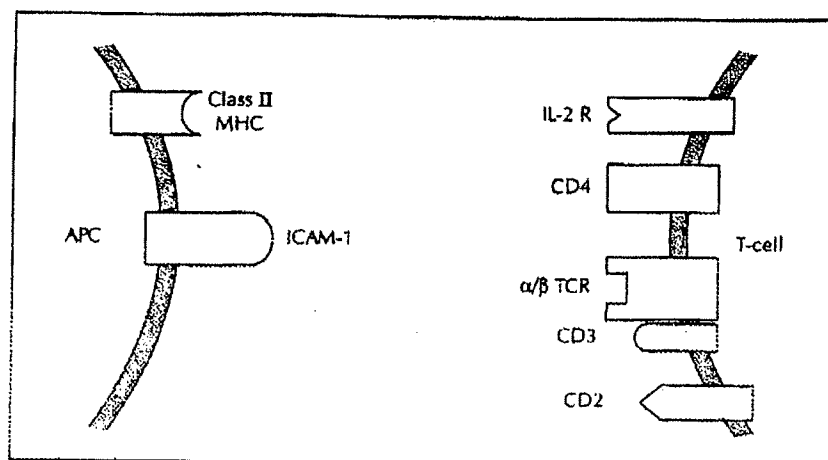 Class II
MHC
APC
ICAM-1
IL-2 R
CD4
T-cell
α/β TCR
CD3
CD2